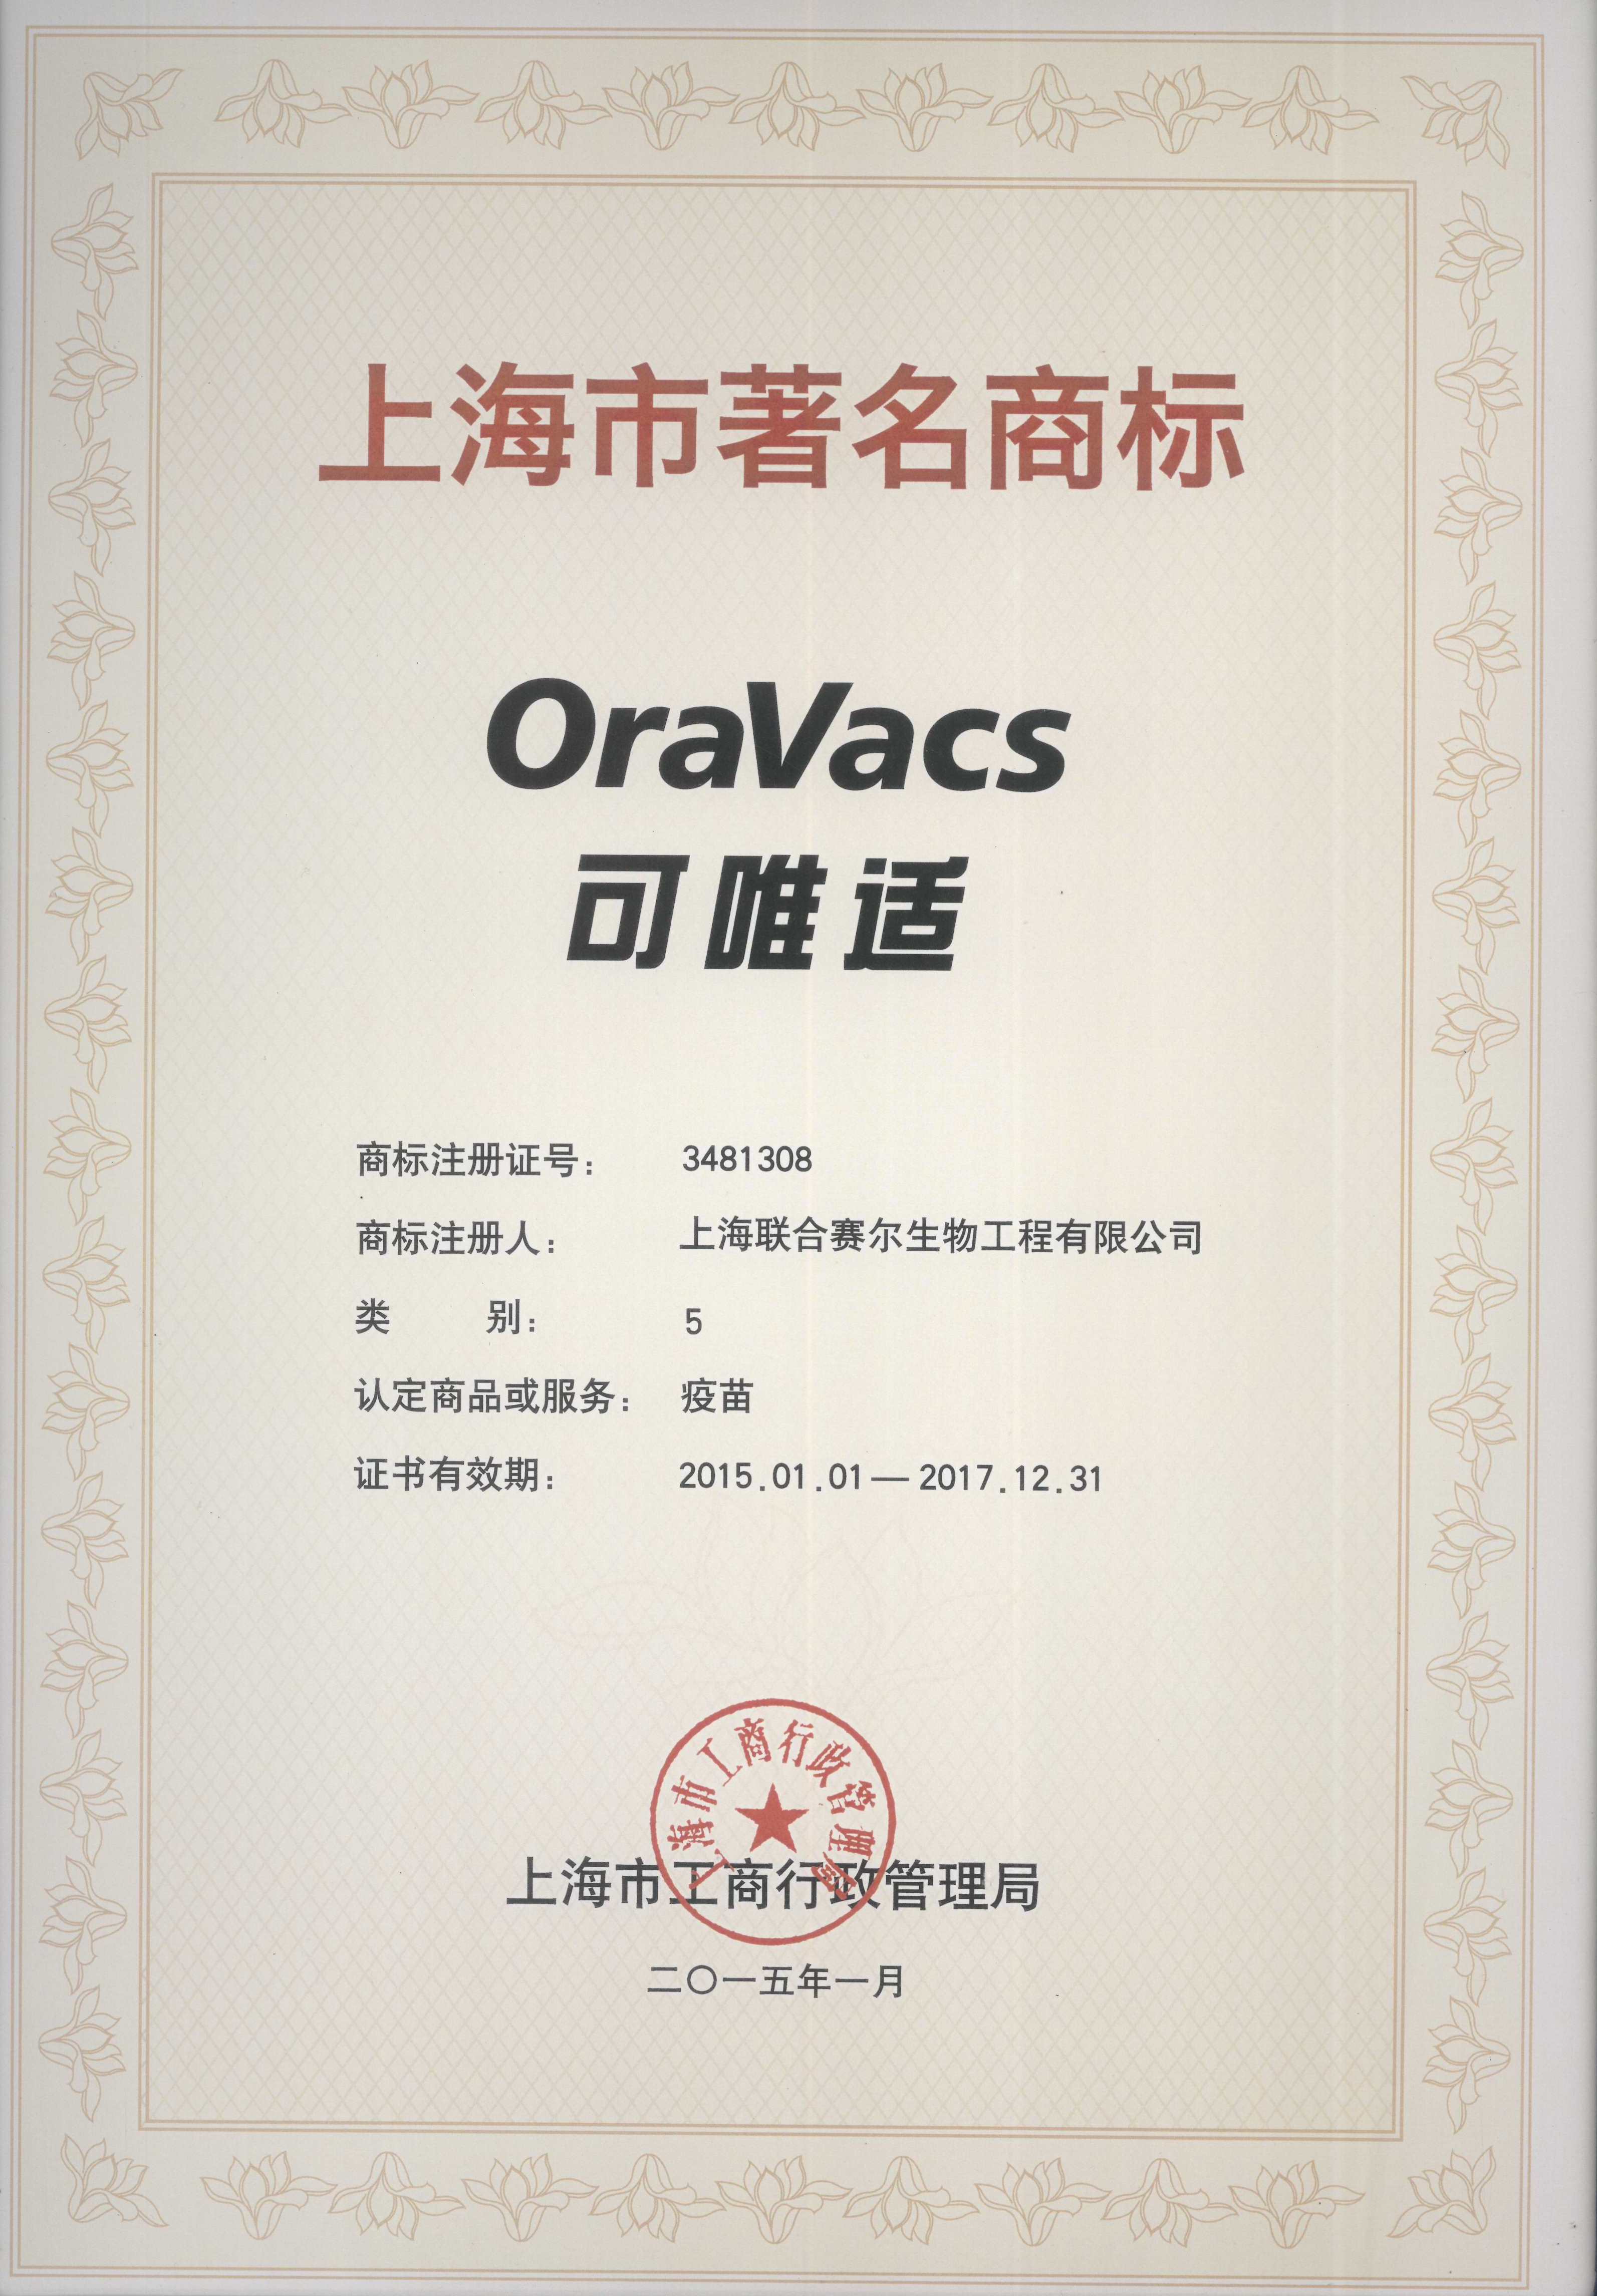 上海市著名商标
OraVacs
可唯适
商标注册证号： 3481308
商标注册人： 上海联合赛尔生物工程有限公司
类 别： 5
认定商品或服务： 疫苗
证书有效期： 2015.01.01—2017.12.31
上海市工商行政管理局
上海市工商行政管理局
二〇一五年一月